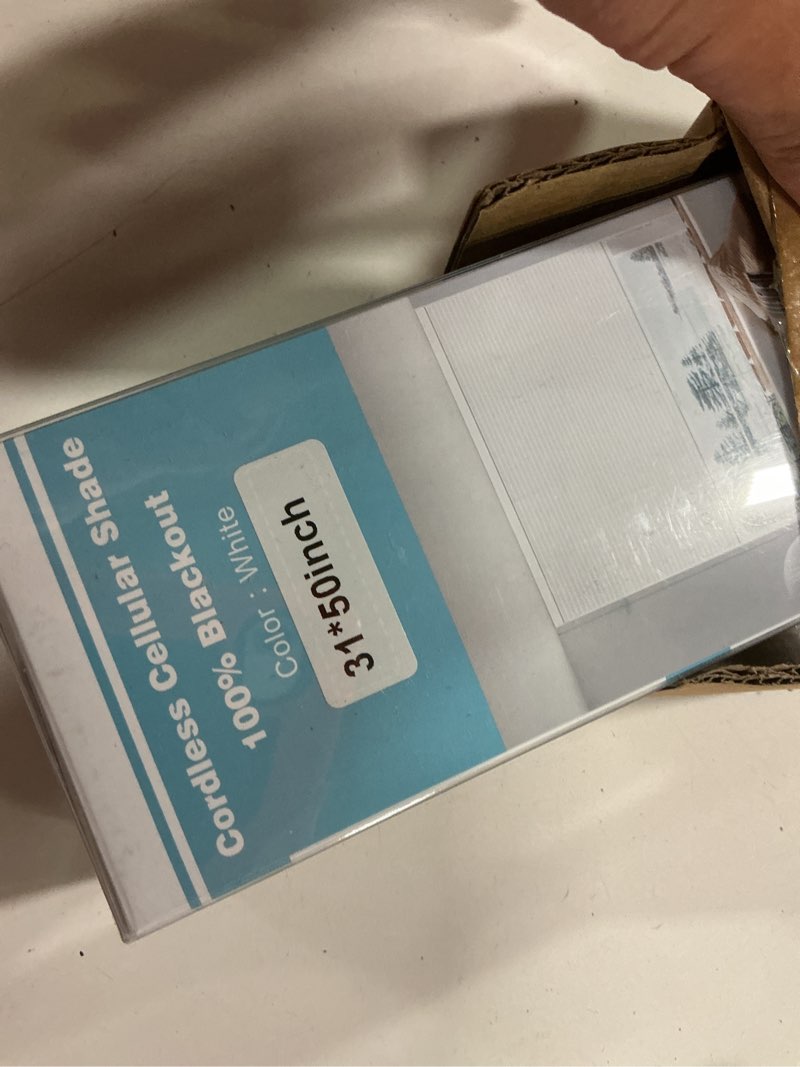 Cordless Cellular Shade
100% Blackout
Color : White
31*50inch